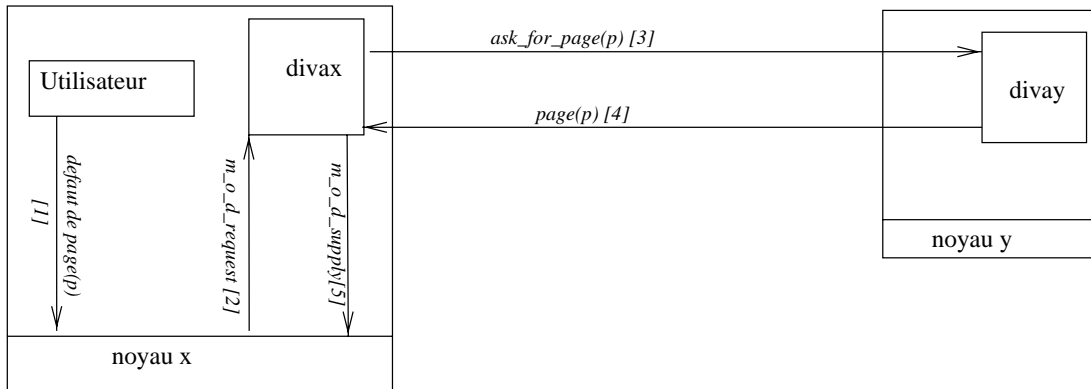 ask_for_page(p) [3]
Utilisateur
divax
divay
page(p) [4]
defaut de page(p)
[1]
m_o_d_request [2]
m_o_d_supply[5]
noyau y
noyau x